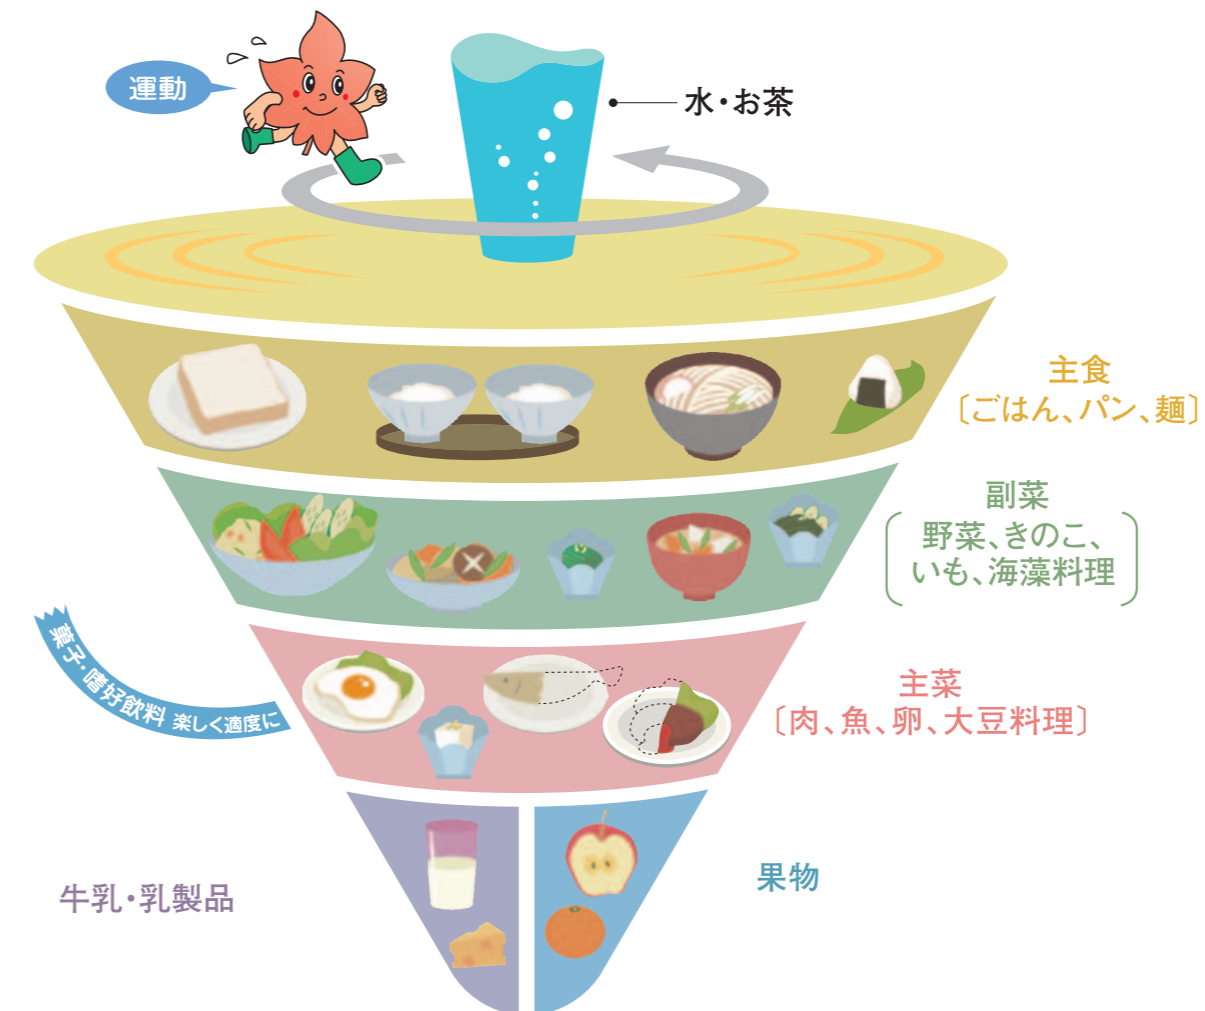 運動
水・お茶
主食
〔ごはん、パン、麺〕
副菜
野菜、きのこ、
いも、海藻料理
菓子・嗜好飲料 楽しく適度に
主菜
〔肉、魚、卵、大豆料理〕
牛乳・乳製品
果物